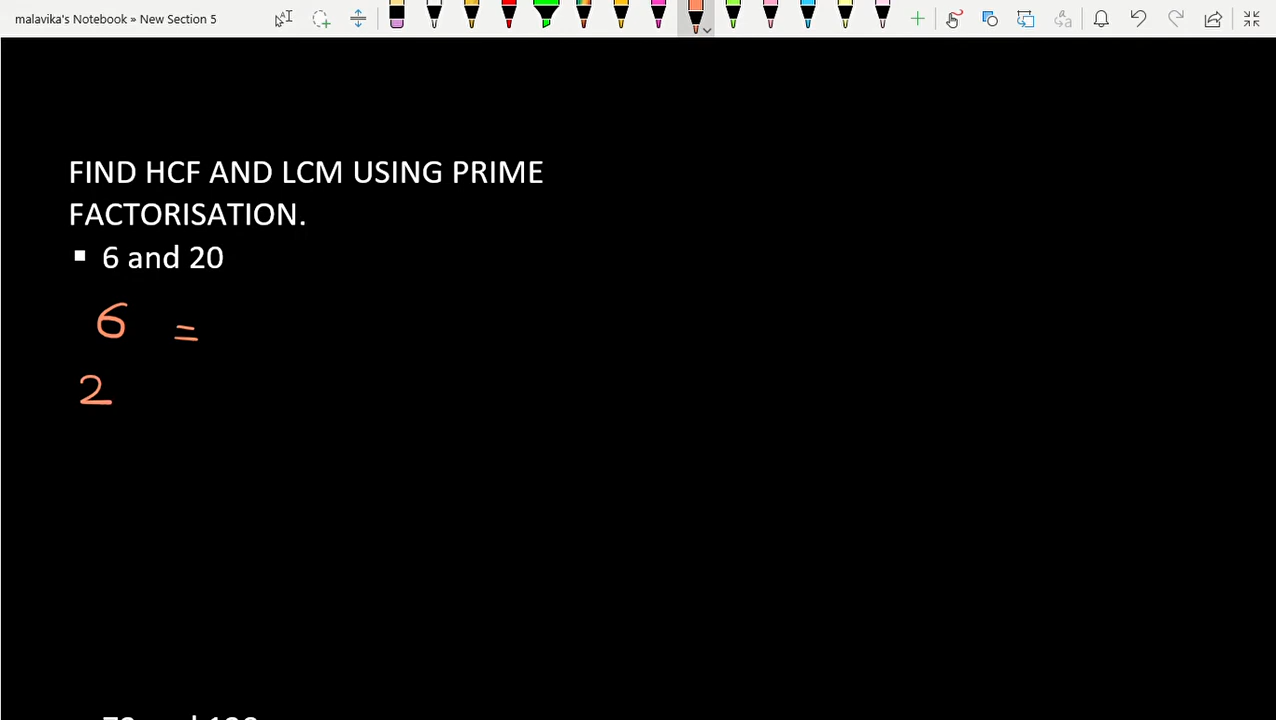 malavika's Notebook » New Section 5
FIND HCF AND LCM USING PRIME
FACTORISATION.
▪ 6 and 20
6 =
2